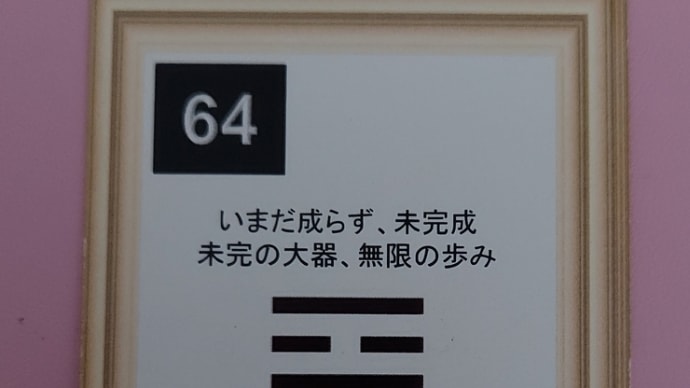 64
いまだ成らず、未完成
未完の大器、無限の歩み